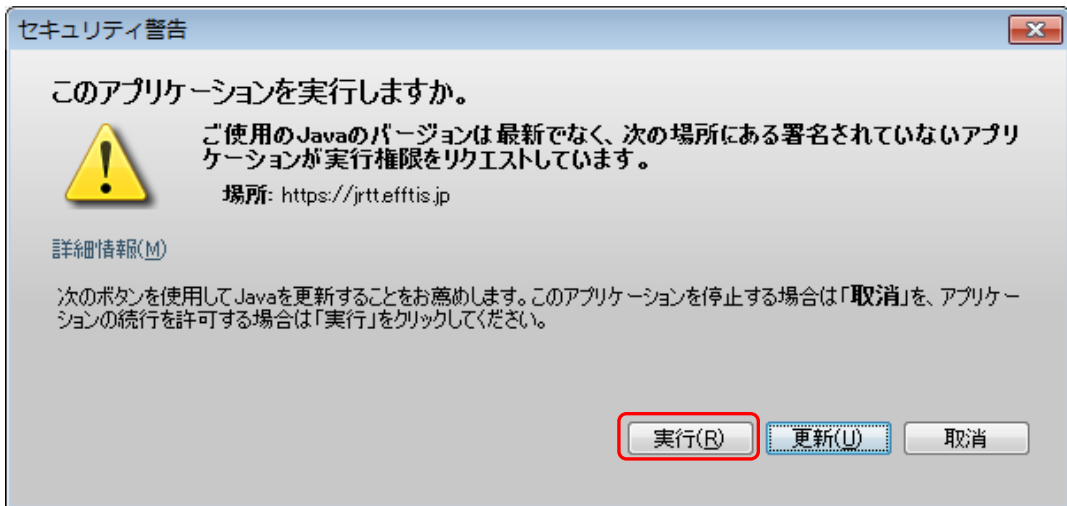 セキュリティ警告
このアプリケーションを実行しますか。
ご使用のJavaのバージョンは最新でなく、次の場所にある署名されていないアプリ
ケーションが実行権限をリクエストしています。
場所: https://jrtt.efftis.jp
詳細情報(M)
次のボタンを使用してJavaを更新することをお薦めします。このアプリケーションを停止する場合は「取消」を、アプリケー
ションの続行を許可する場合は「実行」をクリックしてください。
実行(R) 更新(U) 取消